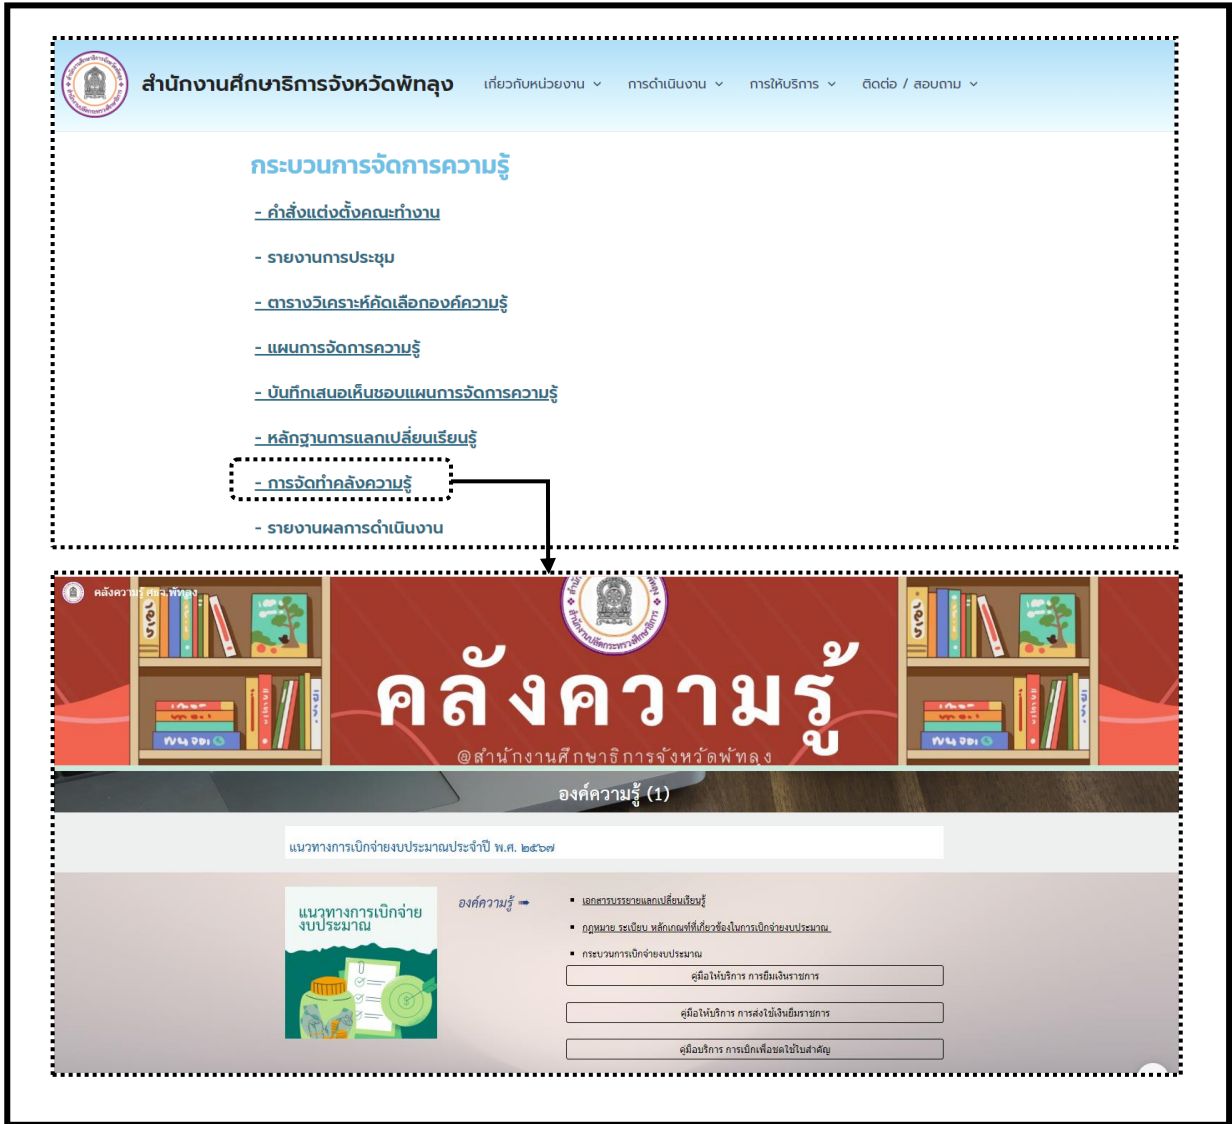 สำนักงานศึกษาธิการจังหวัดพัทลุง เกี่ยวกับหน่วยงาน การดำเนินงาน การให้บริการ ติดต่อ / สอบถาม
กระบวนการจัดการความรู้
- คำสั่งแต่งตั้งคณะทำงาน
- รายงานการประชุม
- ตารางวิเคราะห์คัดเลือกองค์ความรู้
- แผนการจัดการความรู้
- บันทึกเสนอเห็นชอบแผนการจัดการความรู้
- หลักฐานการแลกเปลี่ยนเรียนรู้
- การจัดทำคลังความรู้
- รายงานผลการดำเนินงาน
คลังความรู้ ศธจ.พัทลุง
คลังความรู้
@สำนักงานศึกษาธิการจังหวัดพัทลุง
องค์ความรู้ (1)
แนวทางการเบิกจ่ายงบประมาณประจำปี พ.ศ. ๒๕๖๗
แนวทางการเบิกจ่าย
งบประมาณ
องค์ความรู้ ➠
▪ เอกสารบรรยายแลกเปลี่ยนเรียนรู้
▪ กฎหมาย ระเบียบ หลักเกณฑ์ที่เกี่ยวข้องในการเบิกจ่ายงบประมาณ
▪ กระบวนการเบิกจ่ายงบประมาณ
คู่มือให้บริการ การยืมเงินราชการ
คู่มือให้บริการ การส่งใช้เงินยืมราชการ
คู่มือบริการ การเบิกเพื่อชดใช้ใบสำคัญ